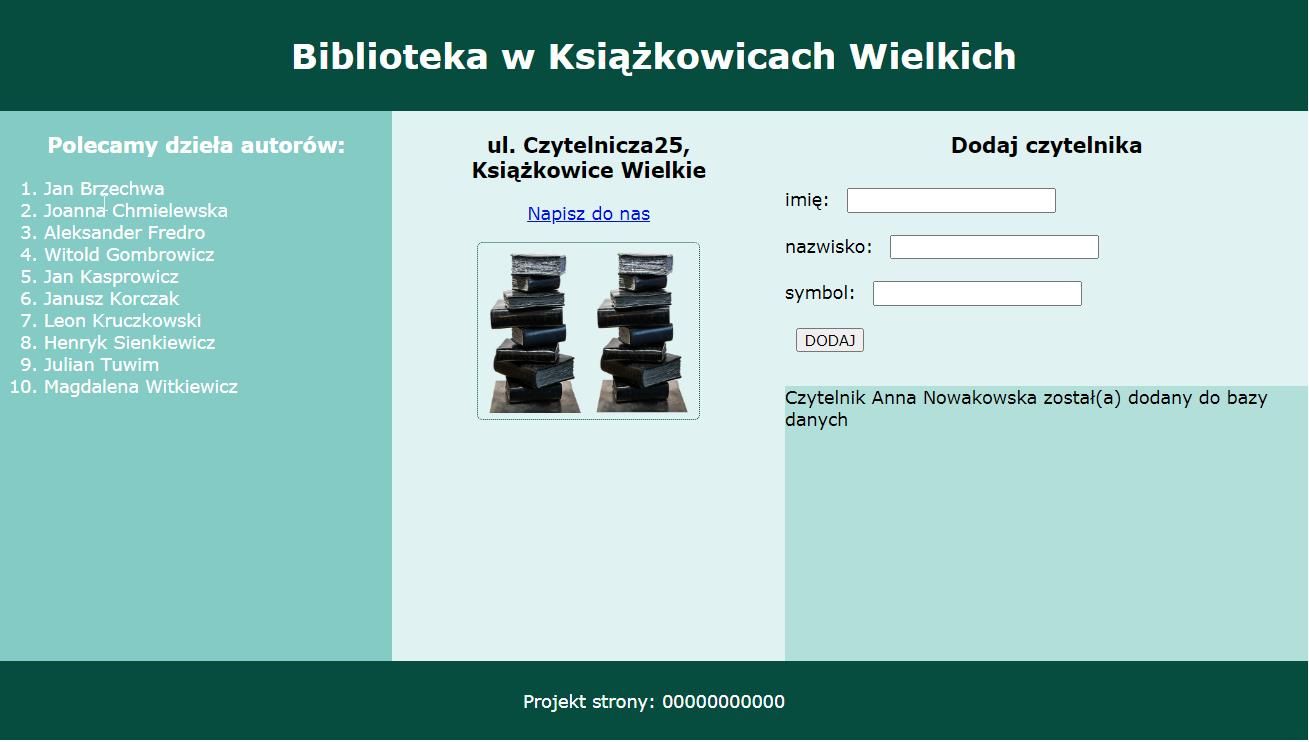 Biblioteka w Książkowicach Wielkich
Polecamy dzieła autorów:
1. Jan Brzechwa
2. Joanna Chmielewska
3. Aleksander Fredro
4. Witold Gombrowicz
5. Jan Kasprowicz
6. Janusz Korczak
7. Leon Kruczkowski
8. Henryk Sienkiewicz
9. Julian Tuwim
10. Magdalena Witkiewicz
ul. Czytelnicza25,
Książkowice Wielkie
Napisz do nas
Dodaj czytelnika
imię:
nazwisko:
symbol:
DODAJ
Czytelnik Anna Nowakowska został(a) dodany do bazy
danych
Projekt strony: 00000000000